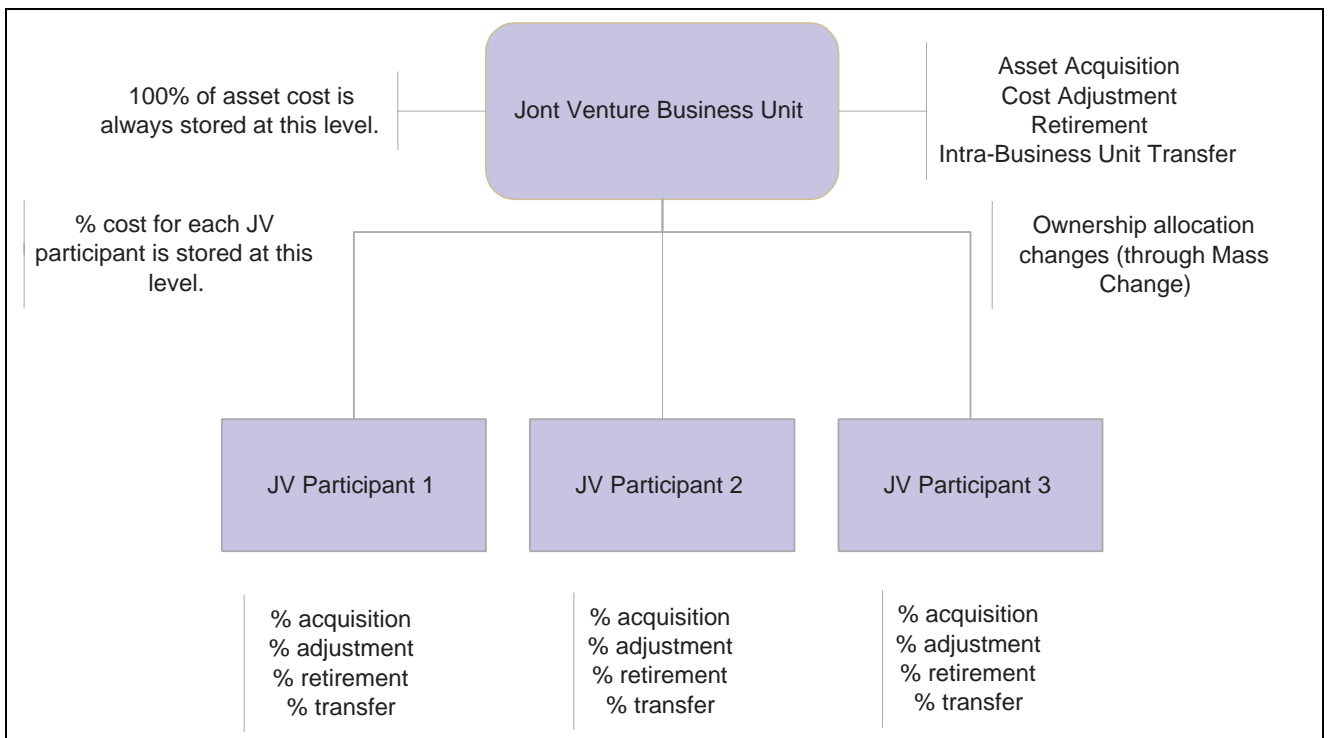 100% of asset cost is
always stored at this level.
Jont Venture Business Unit
Asset Acquisition
Cost Adjustment
Retirement
Intra-Business Unit Transfer
% cost for each JV
participant is stored at this
level.
Ownership allocation
changes (through Mass
Change)
JV Participant 1
JV Participant 2
JV Participant 3
% acquisition
% adjustment
% retirement
% transfer
% acquisition
% adjustment
% retirement
% transfer
% acquisition
% adjustment
% retirement
% transfer